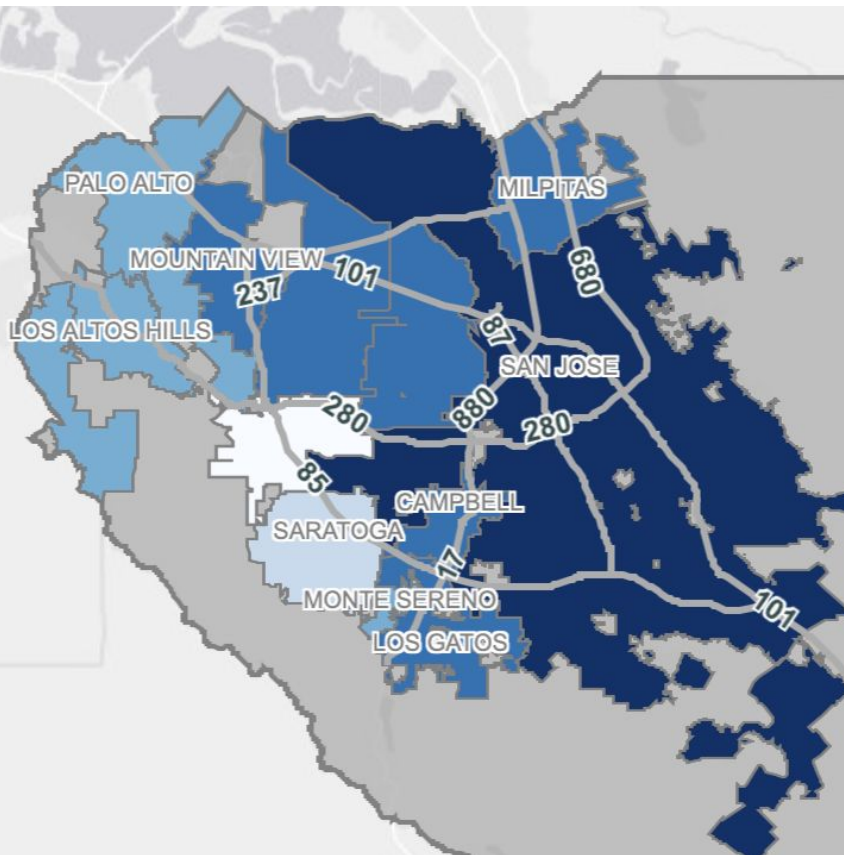 PALO ALTO
MILPITAS
MOUNTAIN VIEW
101
680
237
LOS ALTOS HILLS
87
SAN JOSE
280
880
280
85
CAMPBELL
SARATOGA
17
MONTE SERENO
101
LOS GATOS